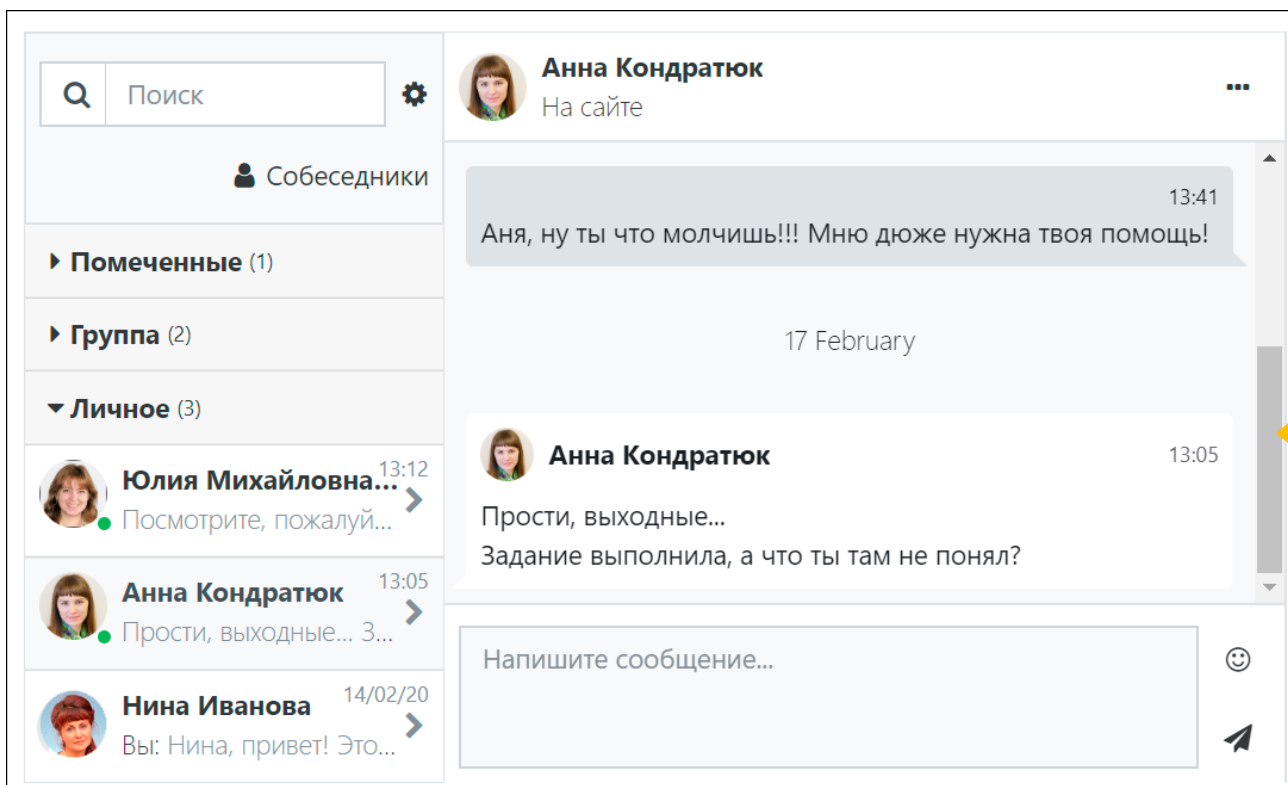 Поиск
Собеседники
Помеченные (1)
Группа (2)
Личное (3)
Юлия Михайловна... 13:12
Посмотрите, пожалуй...
Анна Кондратюк 13:05
Прости, выходные... З...
Нина Иванова 14/02/20
Вы: Нина, привет! Это...
Анна Кондратюк
На сайте
13:41
Аня, ну ты что молчишь!!! Мню дюже нужна твоя помощь!
17 February
Анна Кондратюк 13:05
Прости, выходные...
Задание выполнила, а что ты там не понял?
Напишите сообщение...